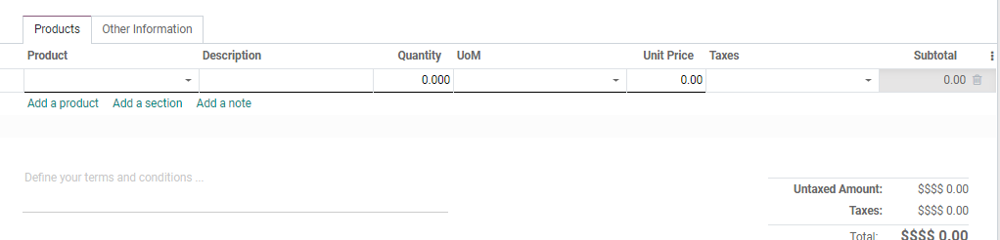 Products Other Information
Product Description Quantity UoM Unit Price Taxes Subtotal
0.000 0.00 0.00
Add a product Add a section Add a note
Define your terms and conditions ...
Untaxed Amount: $$$$ 0.00
Taxes: $$$$ 0.00
Total: $$$$ 0.00